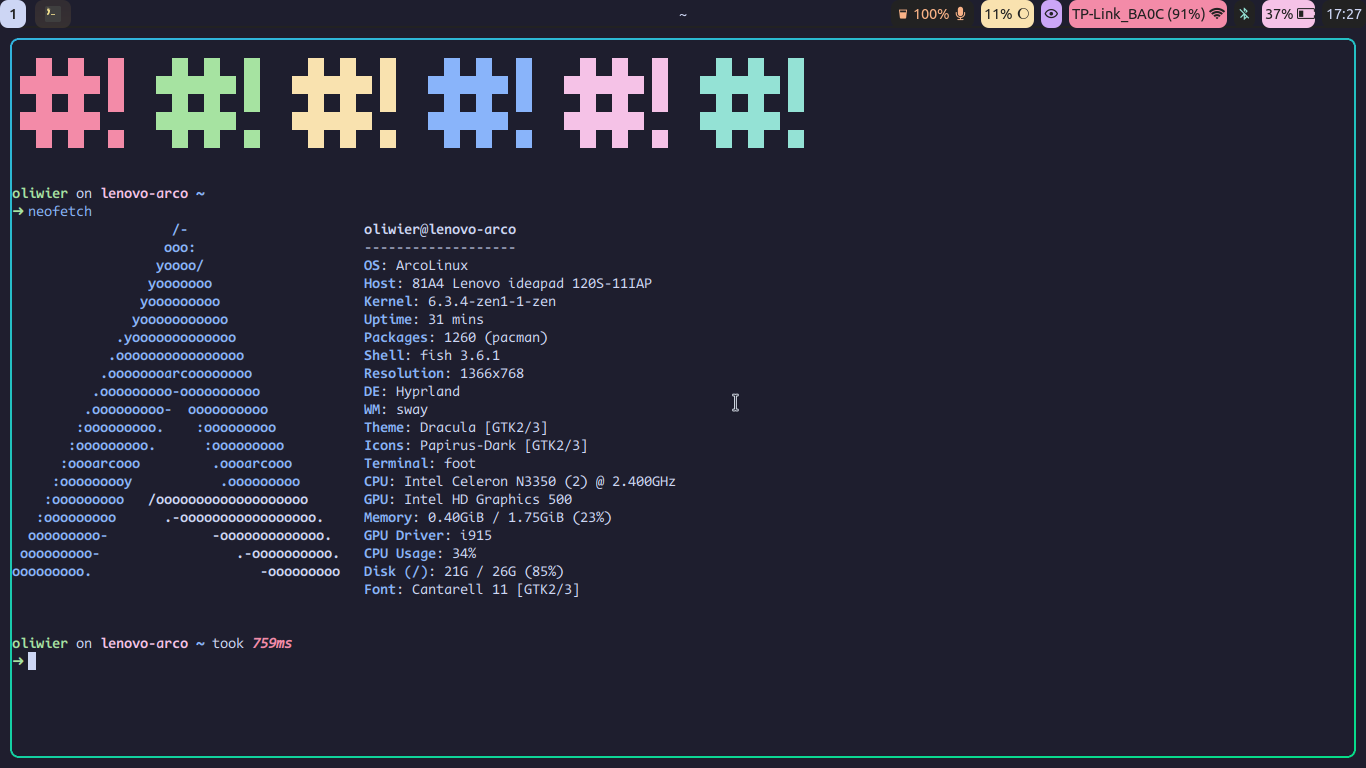 1 ~ 100% 11% TP-Link_BA0C (91%) 37% 17:27
#! #! #! #! #! #!
oliwier on lenovo-arco ~
➜ neofetch
/- oliwier@lenovo-arco
ooo: -------------------
yoooo/ OS: ArcoLinux
yooooooo Host: 81A4 Lenovo ideapad 120S-11IAP
yooooooooo Kernel: 6.3.4-zen1-1-zen
yooooooooooo Uptime: 31 mins
.yooooooooooooo Packages: 1260 (pacman)
.oooooooooooooooo Shell: fish 3.6.1
.oooooooarcoooooooo Resolution: 1366x768
.ooooooooo-oooooooooo DE: Hyprland
.ooooooooo-  oooooooooo WM: sway
:ooooooooo.    :ooooooooo Theme: Dracula [GTK2/3]
:ooooooooo.      :ooooooooo Icons: Papirus-Dark [GTK2/3]
:oooarcooo         .oooarcooo Terminal: foot
:ooooooooy           .ooooooooo CPU: Intel Celeron N3350 (2) @ 2.400GHz
:ooooooooo   /ooooooooooooooooooo GPU: Intel HD Graphics 500
:ooooooooo      .-ooooooooooooooooo. Memory: 0.40GiB / 1.75GiB (23%)
ooooooooo-             -ooooooooooooo. GPU Driver: i915
ooooooooo-                 .-oooooooooo. CPU Usage: 34%
ooooooooo.                     -ooooooooo Disk (/): 21G / 26G (85%)
Font: Cantarell 11 [GTK2/3]
oliwier on lenovo-arco ~ took 759ms
➜